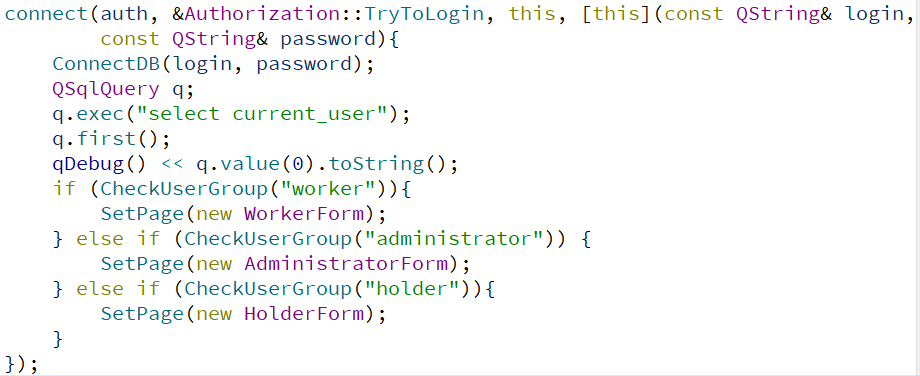 connect(auth, &Authorization::TryToLogin, this, [this](const QString& login,
        const QString& password){
    ConnectDB(login, password);
    QSqlQuery q;
    q.exec("select current_user");
    q.first();
    qDebug() << q.value(0).toString();
    if (CheckUserGroup("worker")){
        SetPage(new WorkerForm);
    } else if (CheckUserGroup("administrator")) {
        SetPage(new AdministratorForm);
    } else if (CheckUserGroup("holder")){
        SetPage(new HolderForm);
    }
});